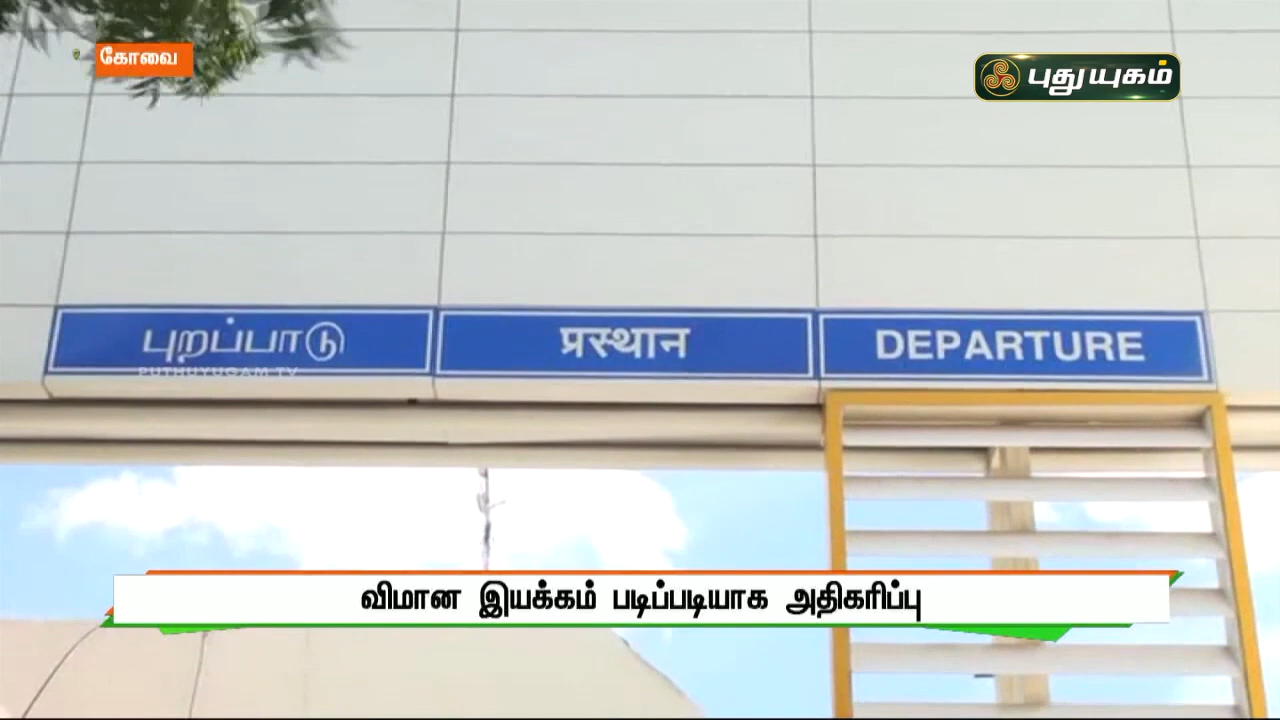 கோவை
புதுயுகம்
புறப்பாடு प्रस्थान DEPARTURE
PUTHUYUGAM TV
விமான இயக்கம் படிப்படியாக அதிகரிப்பு